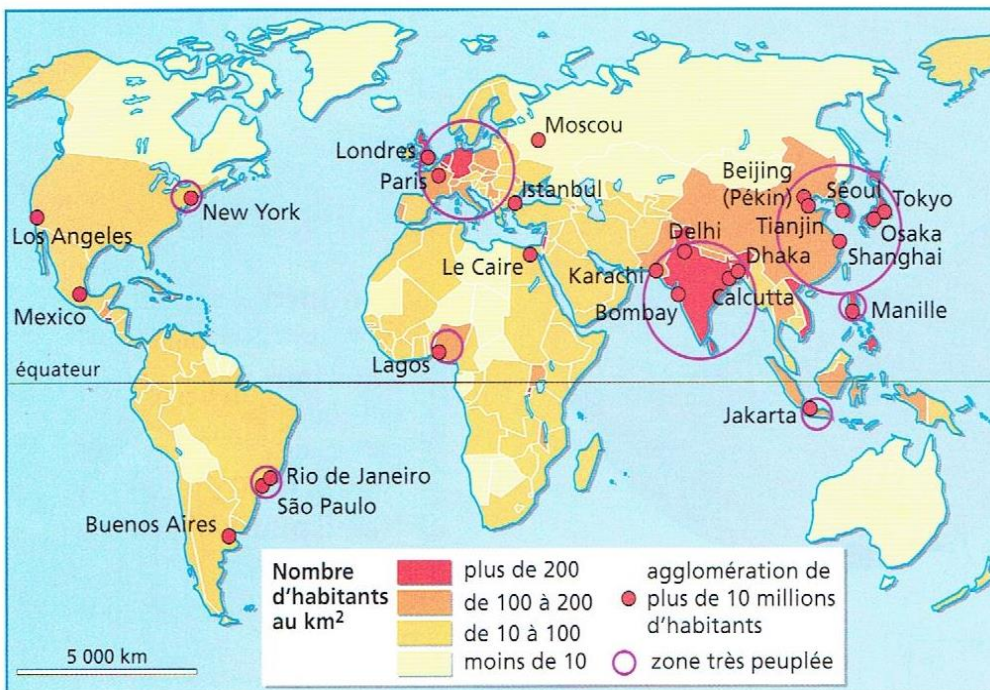 Moscou
Londres
Paris
Istanbul
Beijing
(Pékin)
Séoul
Tokyo
New York
Los Angeles
Delhi
Tianjin
Osaka
Le Caire
Karachi
Dhaka
Shanghai
Mexico
Bombay
Calcutta
Manille
Lagos
équateur
Jakarta
Rio de Janeiro
São Paulo
Buenos Aires
Nombre
d'habitants
au km²
plus de 200
de 100 à 200
de 10 à 100
moins de 10
agglomération de
plus de 10 millions
d'habitants
zone très peuplée
5 000 km